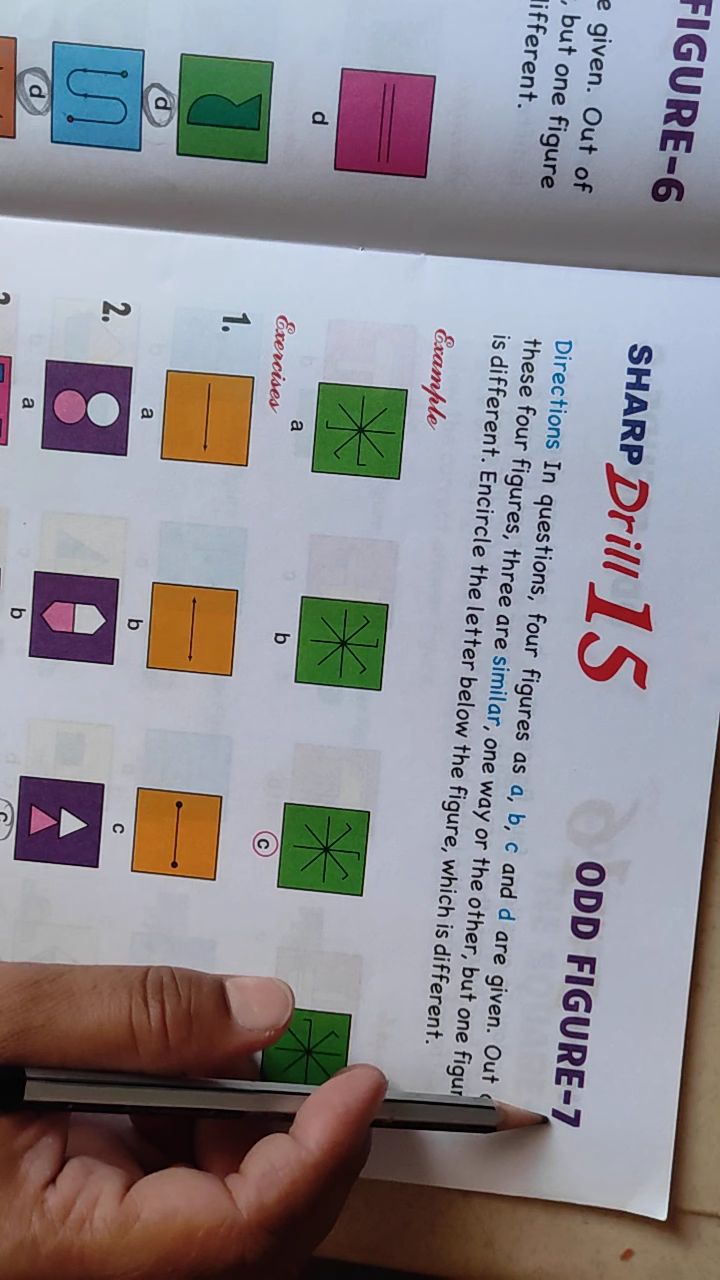 FIGURE-6
e given. Out of
, but one figure
ifferent.
d
d
d
SHARP Drill 15 ODD FIGURE-7
Directions In questions, four figures as a, b, c and d are given. Out
these four figures, three are similar, one way or the other, but one figur
is different. Encircle the letter below the figure, which is different.
Example
a b c
Exercises
1.
a b c
2.
a b c